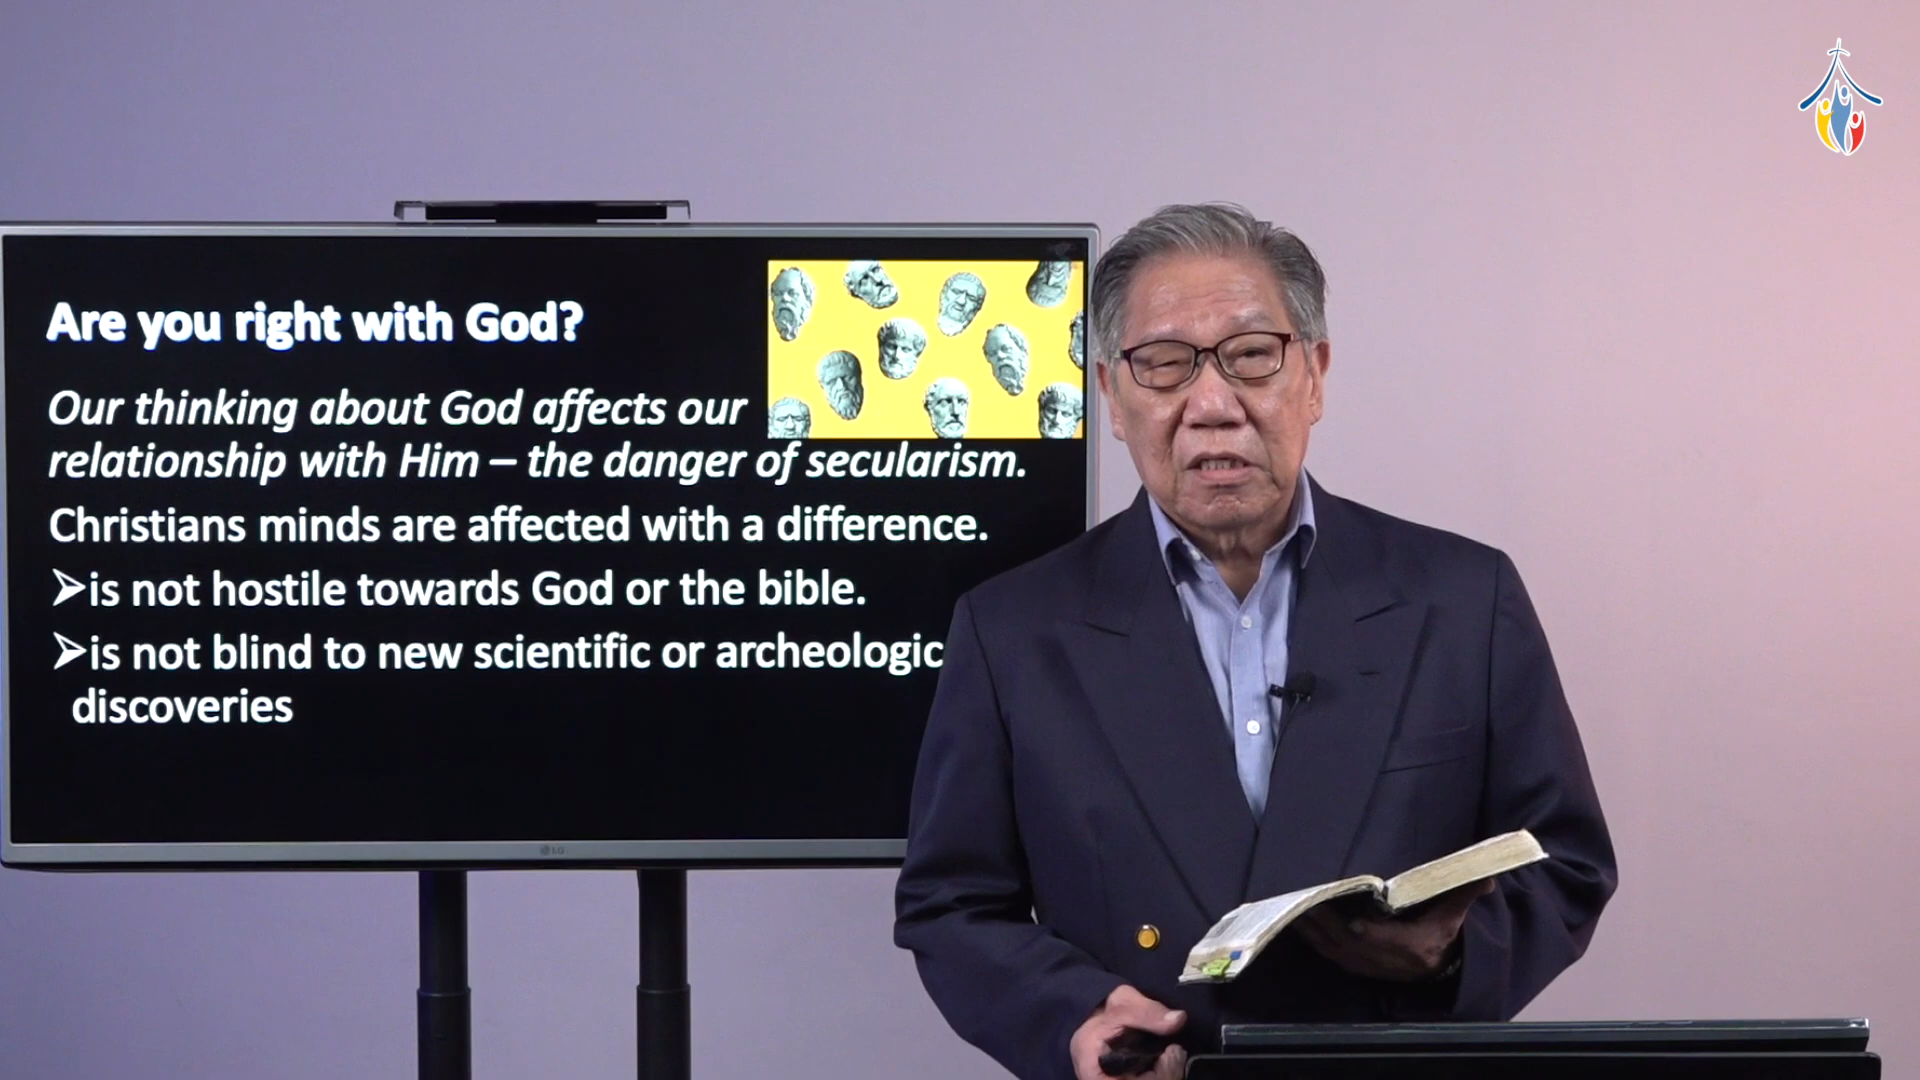 Are you right with God?
Our thinking about God affects our
relationship with Him – the danger of secularism.
Christians minds are affected with a difference.
➢is not hostile towards God or the bible.
➢is not blind to new scientific or archeologic
discoveries
LG